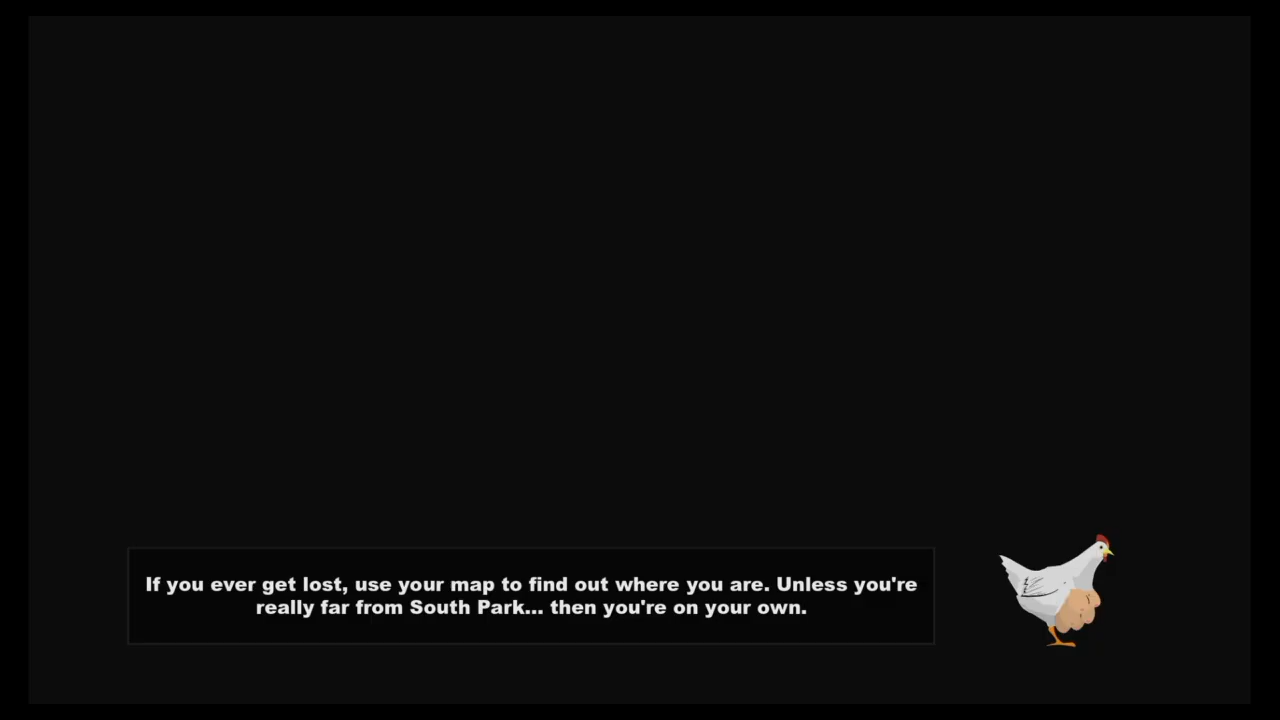 If you ever get lost, use your map to find out where you are. Unless you're
really far from South Park... then you're on your own.